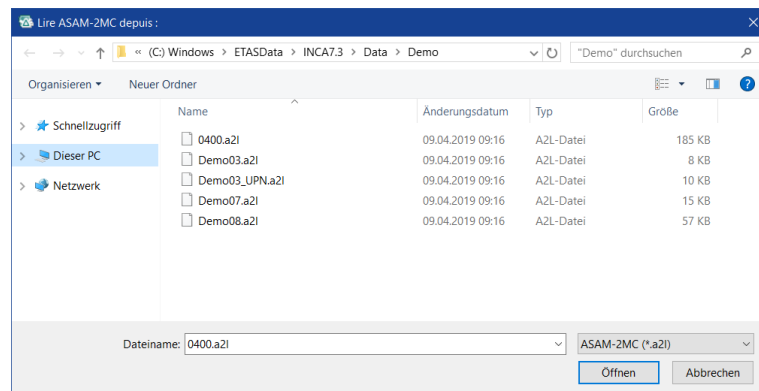 Lire ASAM-2MC depuis :
« (C:) Windows > ETASData > INCA7.3 > Data > Demo
"Demo" durchsuchen
Organisieren Neuer Ordner
Name Änderungsdatum Typ Größe
Schnellzugriff
Dieser PC
Netzwerk
0400.a2l 09.04.2019 09:16 A2L-Datei 185 KB
Demo03.a2l 09.04.2019 09:16 A2L-Datei 8 KB
Demo03_UPN.a2l 09.04.2019 09:16 A2L-Datei 10 KB
Demo07.a2l 09.04.2019 09:16 A2L-Datei 15 KB
Demo08.a2l 09.04.2019 09:16 A2L-Datei 57 KB
Dateiname: 0400.a2l ASAM-2MC (*.a2l)
Öffnen Abbrechen